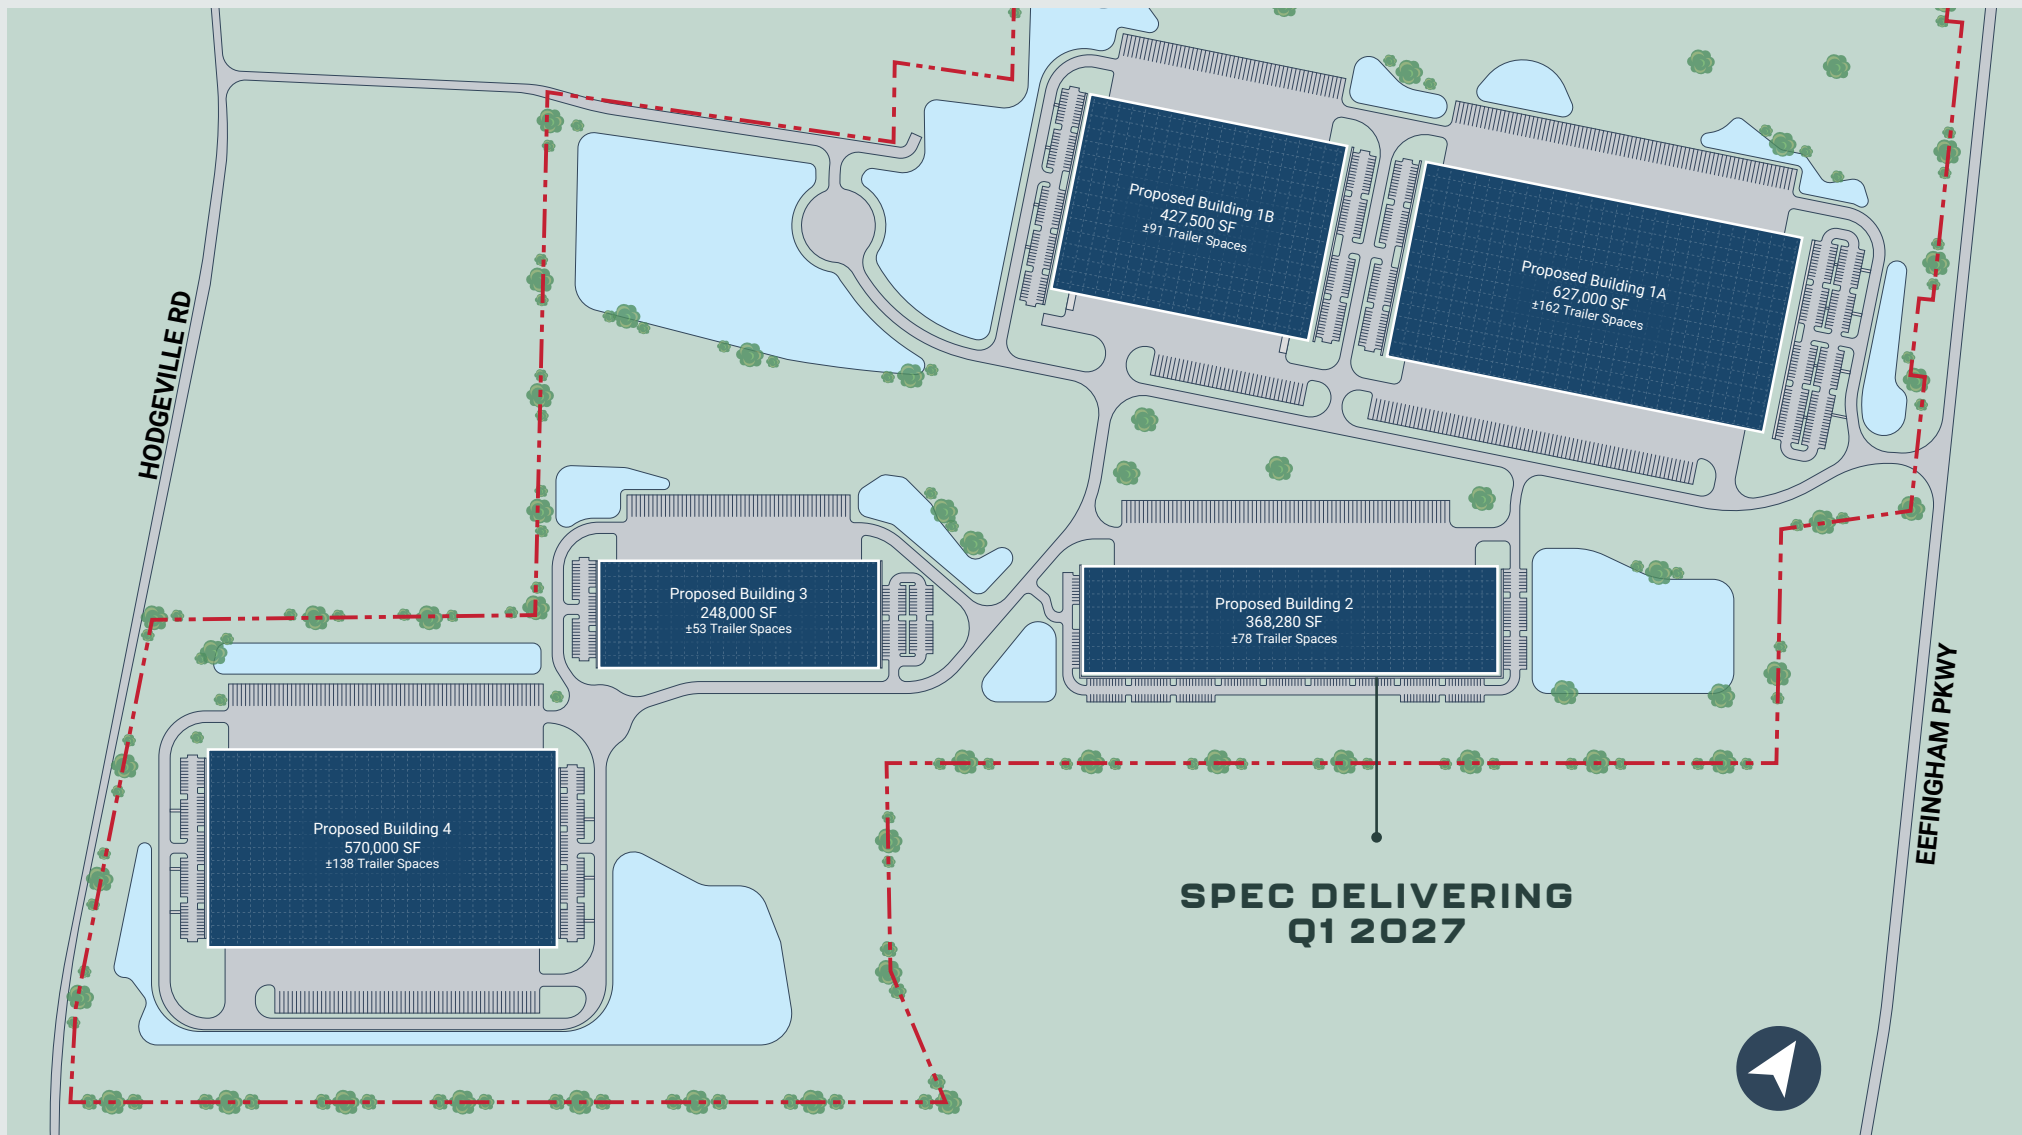 Proposed Building 1B
427,500 SF
±91 Trailer Spaces
Proposed Building 1A
627,000 SF
±162 Trailer Spaces
HODGEVILLE RD
Proposed Building 3
248,000 SF
±53 Trailer Spaces
Proposed Building 2
368,280 SF
±78 Trailer Spaces
EEFINGHAM PKWY
Proposed Building 4
570,000 SF
±138 Trailer Spaces
SPEC DELIVERING
Q1 2027